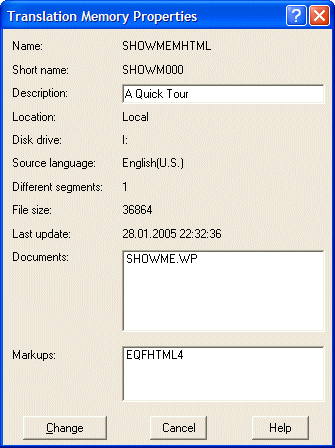 Translation Memory Properties
Name: SHOWMEMHTML
Short name: SHOWM000
Description: A Quick Tour
Location: Local
Disk drive: I:
Source language: English(U.S.)
Different segments: 1
File size: 36864
Last update: 28.01.2005 22:32:36
Documents: SHOWME.WP
Markups: EQFHTML4
Change Cancel Help